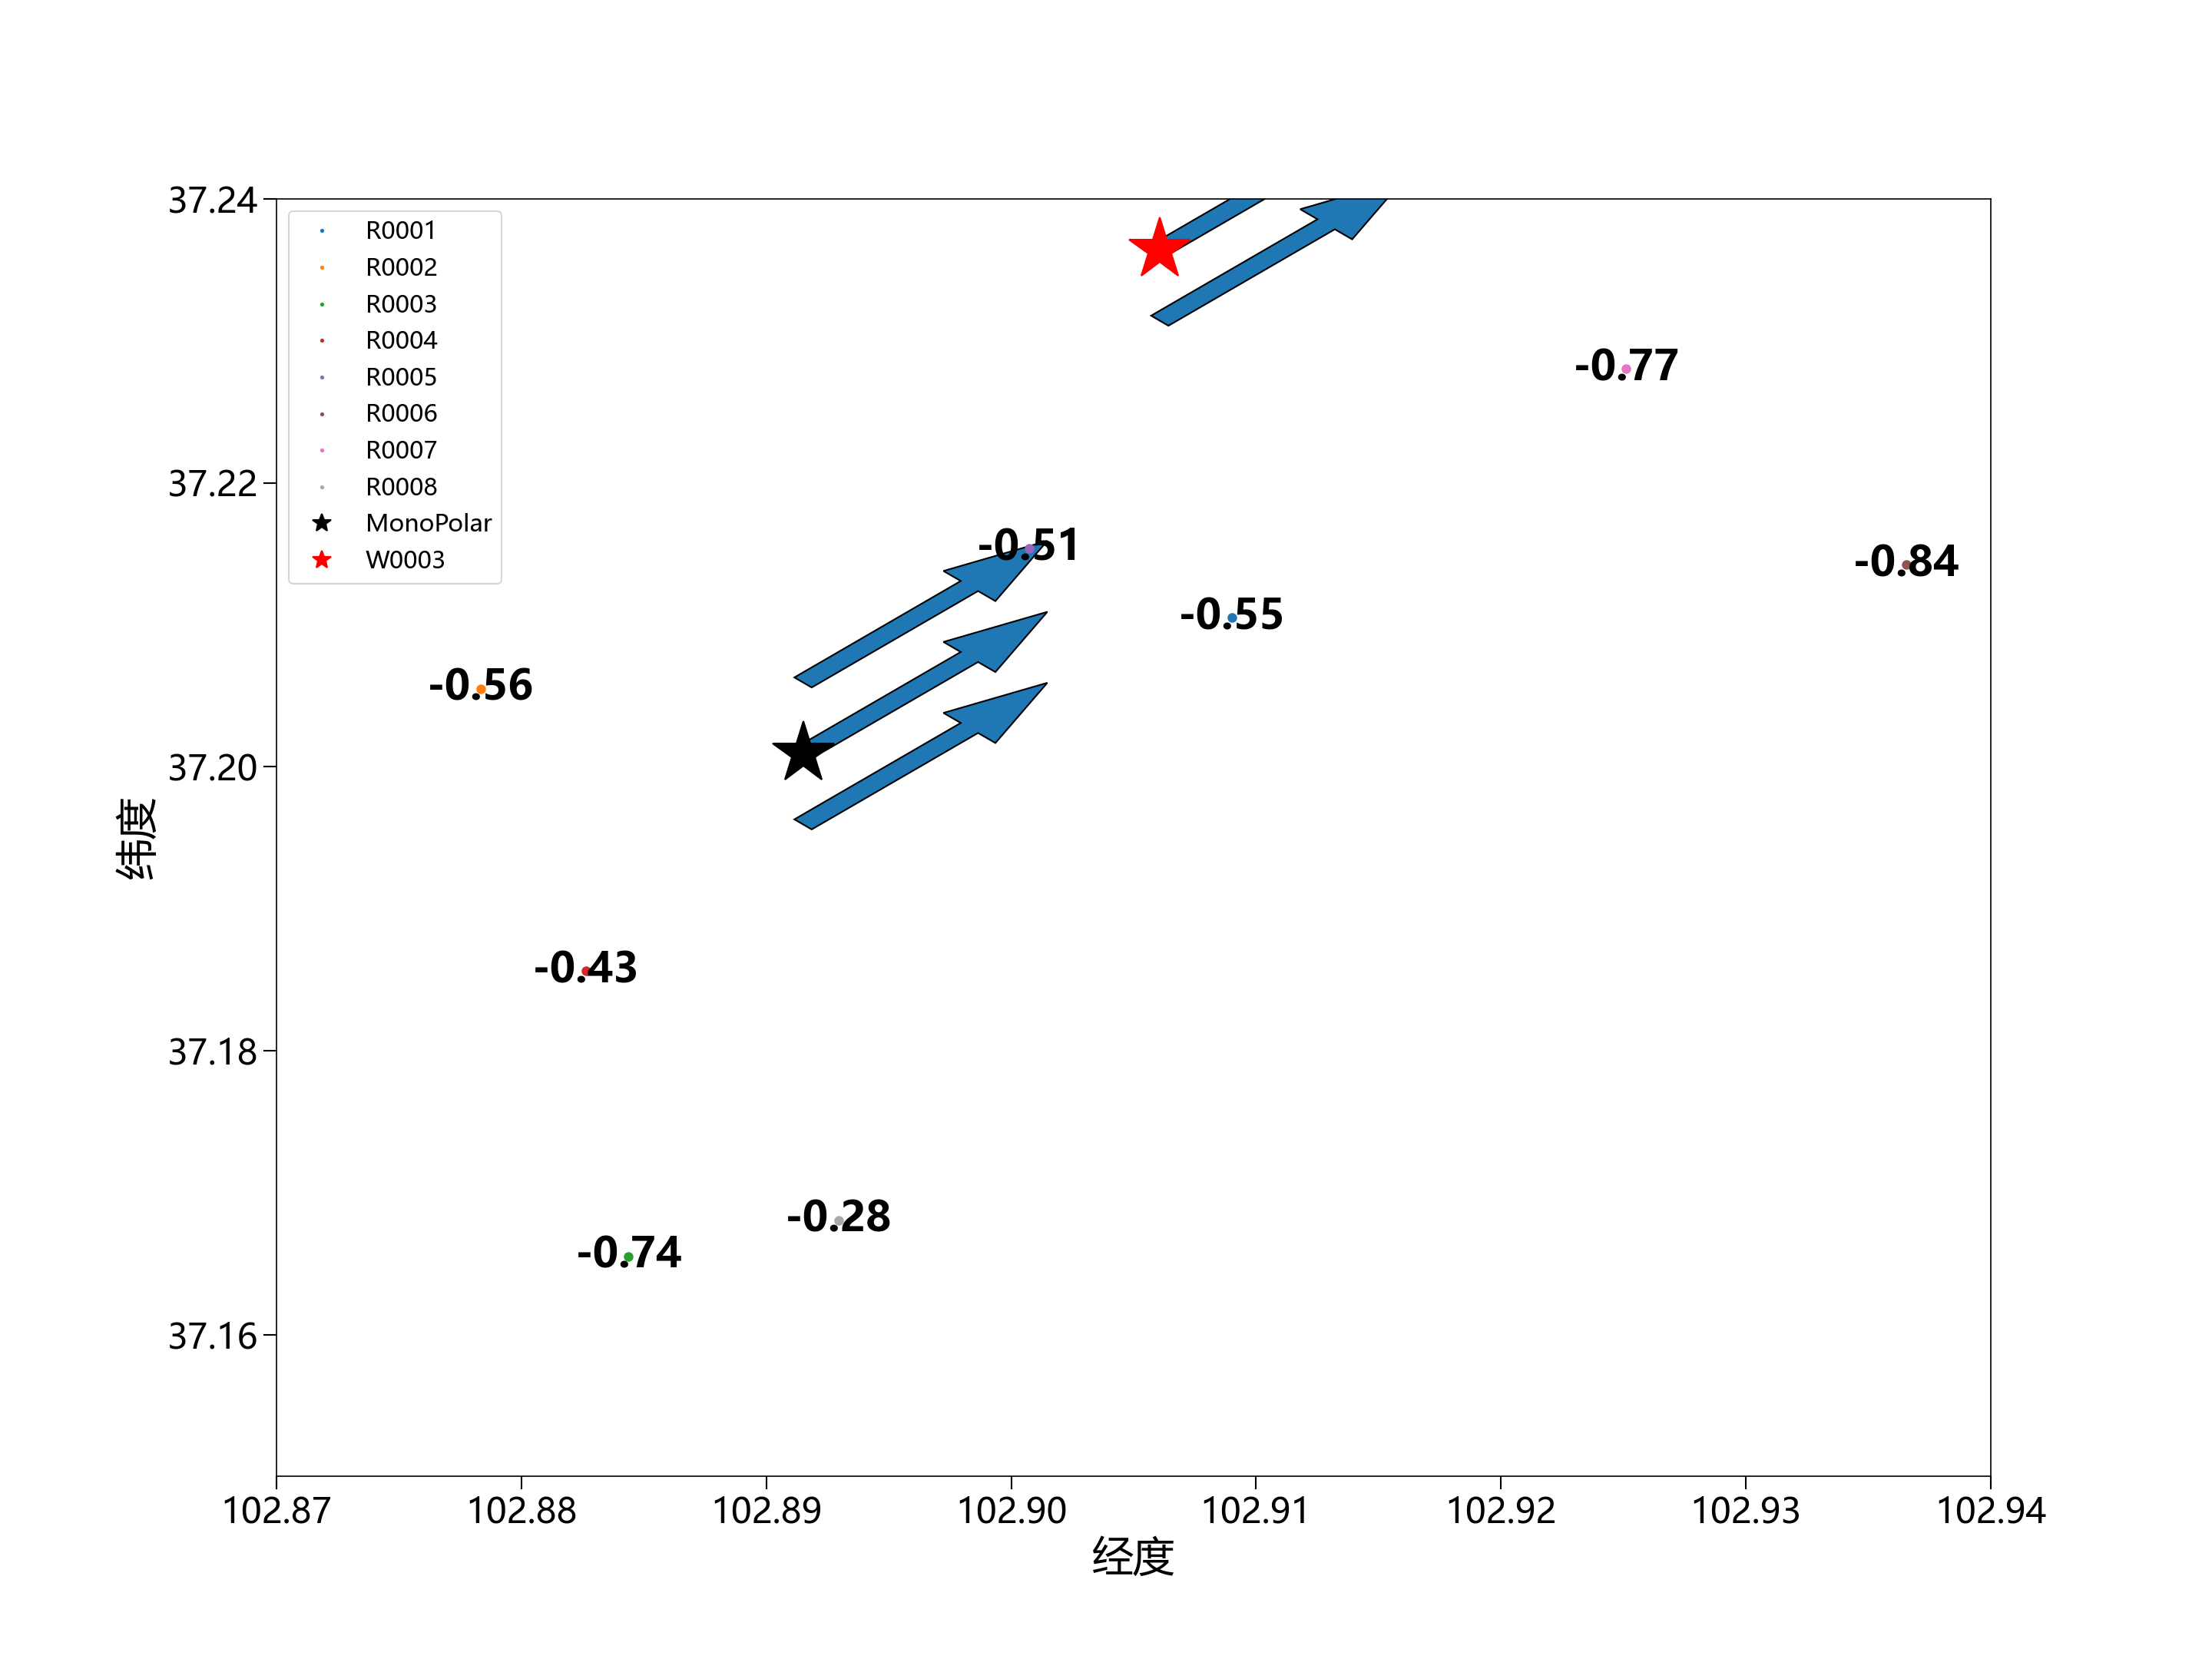 37.24
37.22
37.20
37.18
37.16
纬度
R0001
R0002
R0003
R0004
R0005
R0006
R0007
R0008
MonoPolar
W0003
-0.77
-0.51
-0.84
-0.55
-0.56
-0.43
-0.28
-0.74
102.87 102.88 102.89 102.90 102.91 102.92 102.93 102.94
经度